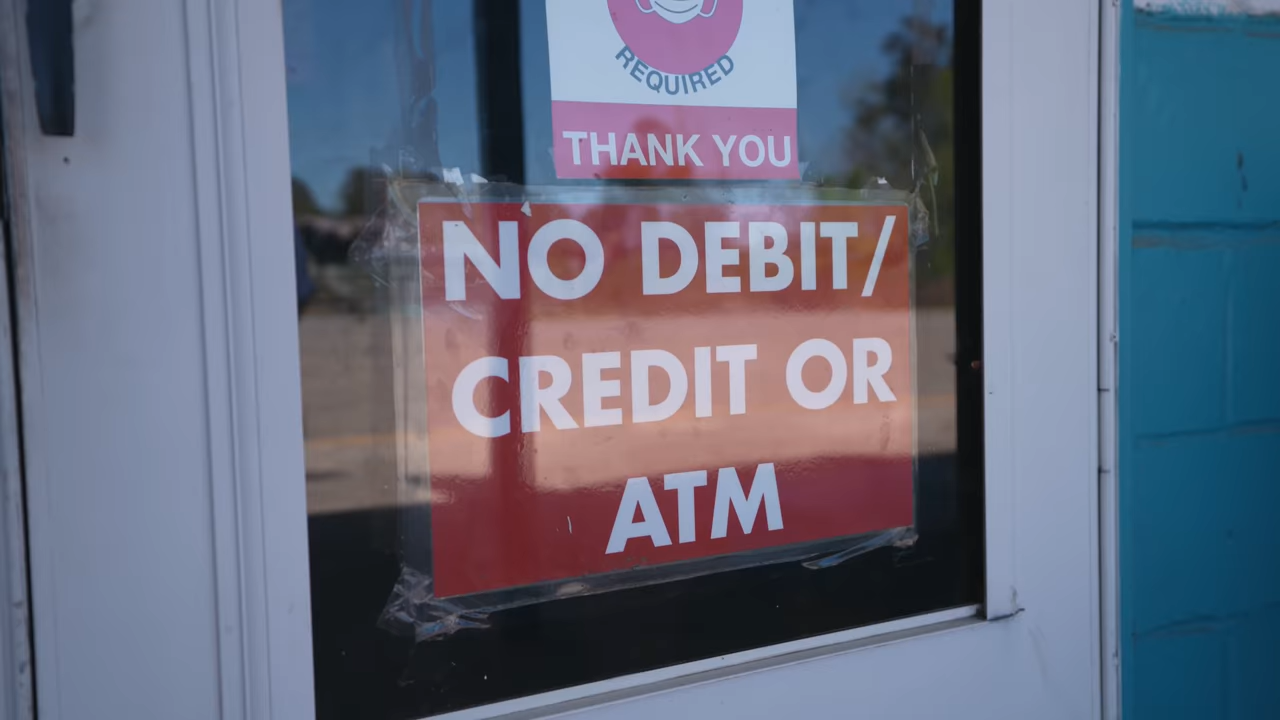 REQUIRED
THANK YOU
NO DEBIT/
CREDIT OR
ATM